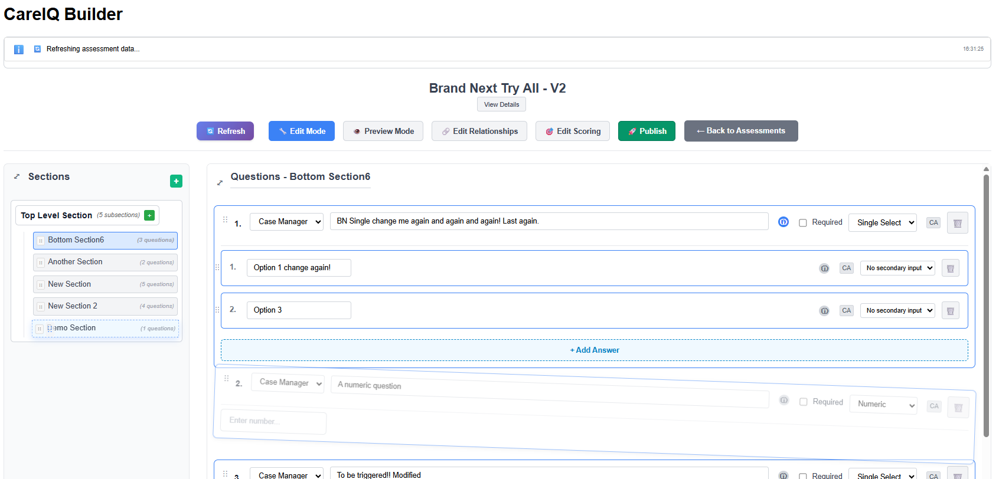 CareIQ Builder
Refreshing assessment data...
16:31:25
Brand Next Try All - V2
View Details
Refresh
Edit Mode
Preview Mode
Edit Relationships
Edit Scoring
Publish
← Back to Assessments
Sections
+
Top Level Section (5 subsections) +
Bottom Section6 (3 questions)
Another Section (2 questions)
New Section (5 questions)
New Section 2 (4 questions)
emo Section (1 questions)
Questions - Bottom Section6
1. Case Manager BN Single change me again and again and again! Last again. Required Single Select CA
1. Option 1 change again! CA No secondary input
2. Option 3 CA No secondary input
+ Add Answer
2. Case Manager A numeric question Required Numeric CA
Enter number...
3. Case Manager To be triggered!! Modified Required Single Select CA